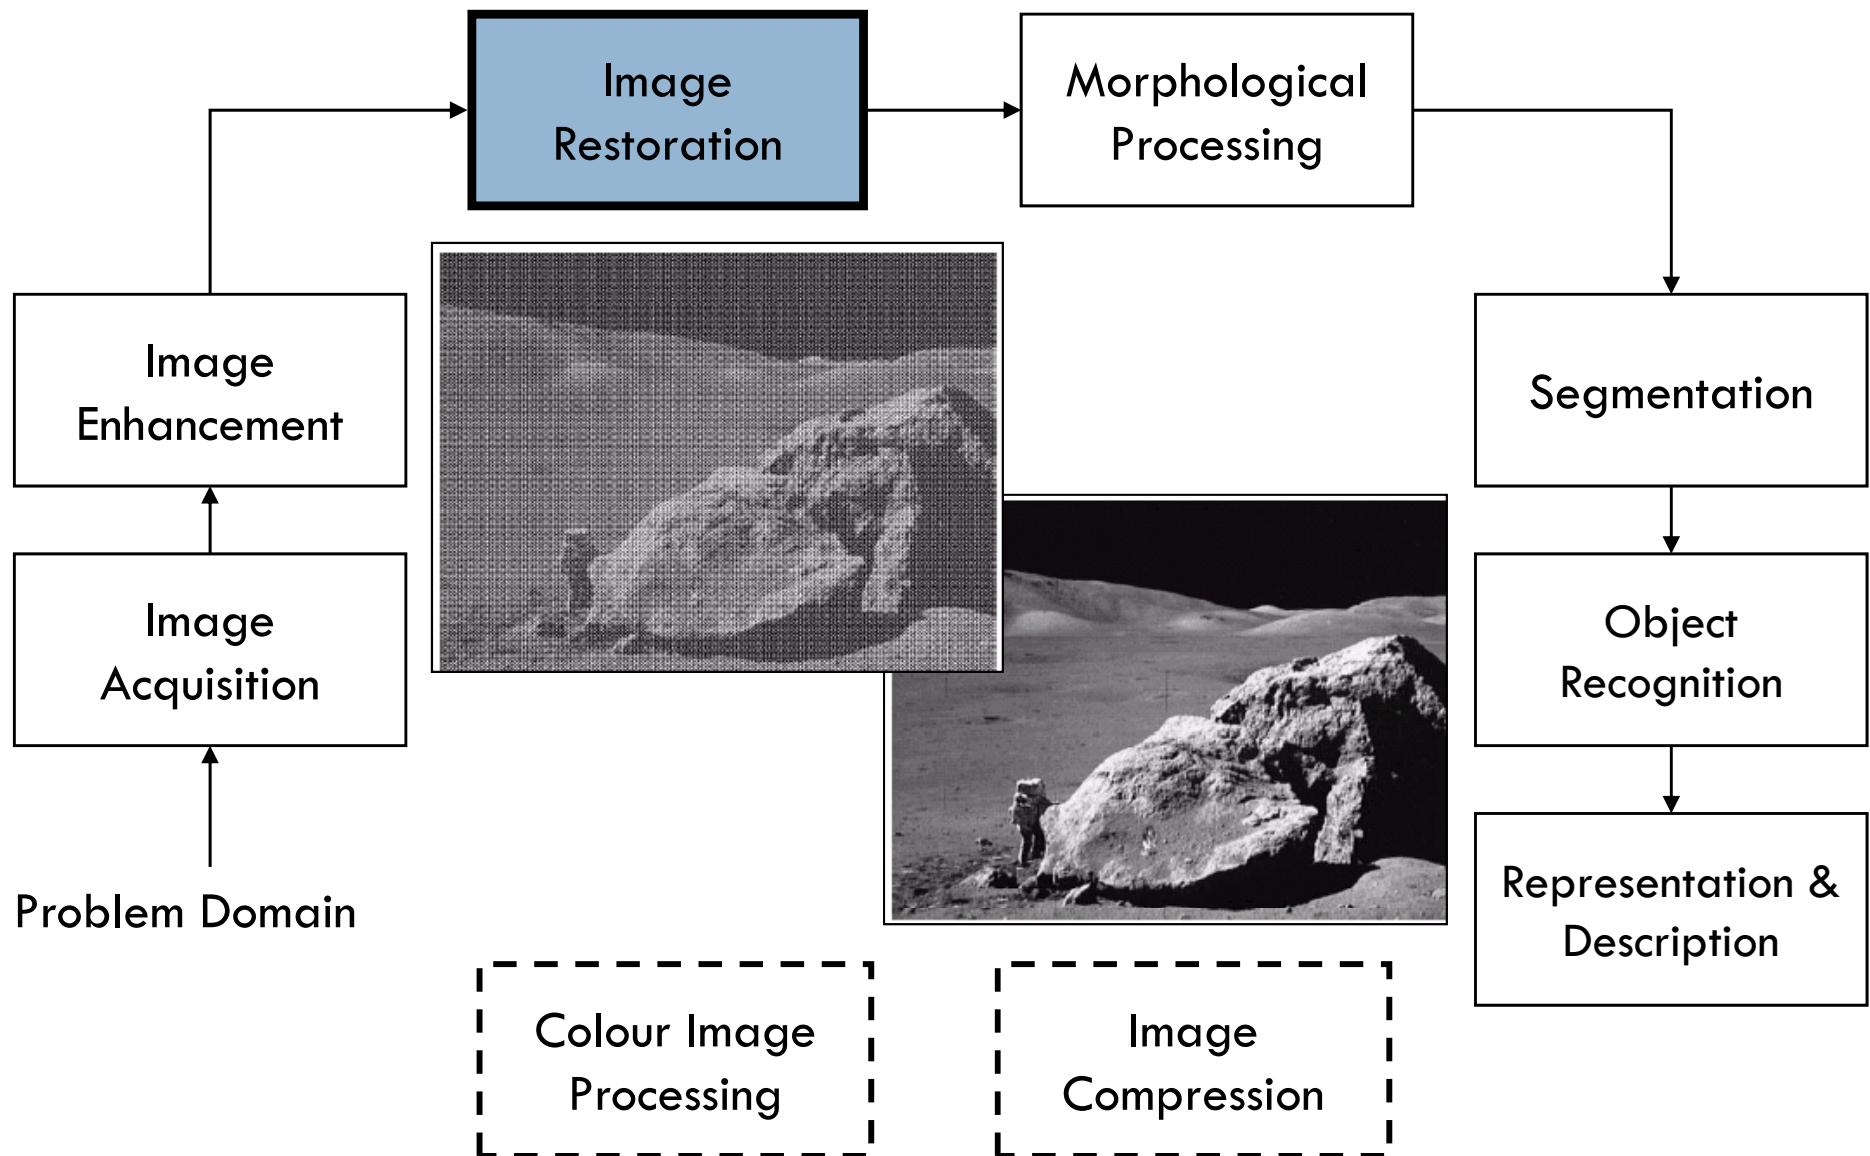 Image
Restoration
Morphological
Processing
Image
Enhancement
Segmentation
Image
Acquisition
Object
Recognition
Problem Domain
Representation &
Description
Colour Image
Processing
Image
Compression